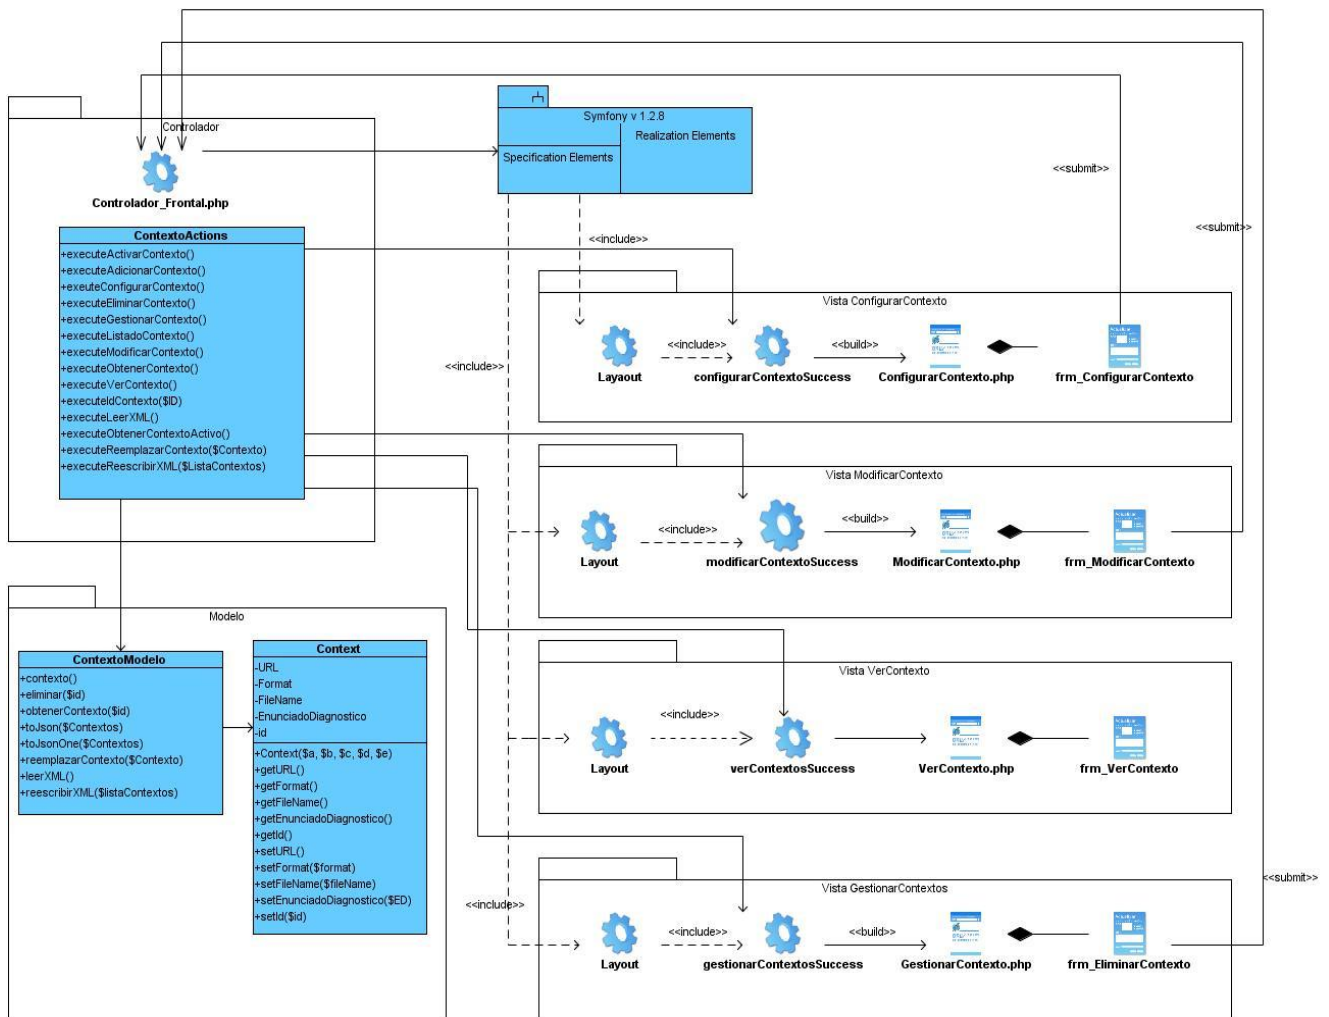 Controlador
Controlador_Frontal.php
Symfony v 1.2.8
Realization Elements
Specification Elements
<<submit>>
<<submit>>
<<include>>
<<include>>
ContextoActions
+executeActivarContexto()
+executeAdicionarContexto()
+exeuteConfigurarContexto()
+executeEliminarContexto()
+executeGestionarContexto()
+executeListadoContexto()
+executeModificarContexto()
+executeObtenerContexto()
+executeVerContexto()
+executeIdContexto($ID)
+executeLeerXML()
+executeObtenerContextoActivo()
+executeReemplazarContexto($Contexto)
+executeReescribirXML($ListaContextos)
Vista ConfigurarContexto
<<include>>
<<build>>
Layaout
configurarContextoSuccess
ConfigurarContexto.php
frm_ConfigurarContexto
Vista ModificarContexto
<<include>>
<<build>>
Layout
modificarContextoSuccess
ModificarContexto.php
frm_ModificarContexto
Modelo
ContextoModelo
+contexto()
+eliminar($id)
+obtenerContexto($id)
+toJson($Contextos)
+toJsonOne($Contextos)
+reemplazarContexto($Contexto)
+leerXML()
+reescribirXML($listaContextos)
Context
-URL
-Format
-FileName
-EnunciadoDiagnostico
-id
+Context($a, $b, $c, $d, $e)
+getURL()
+getFormat()
+getFileName()
+getEnunciadoDiagnostico()
+getId()
+setURL()
+setFormat($format)
+setFileName($fileName)
+setEnunciadoDiagnostico($ED)
+setId($id)
Vista VerContexto
<<include>>
Layout
verContextosSuccess
VerContexto.php
frm_VerContexto
<<include>>
<<submit>>
Vista GestionarContextos
<<include>>
<<build>>
Layout
gestionarContextosSuccess
GestionarContexto.php
frm_EliminarContexto